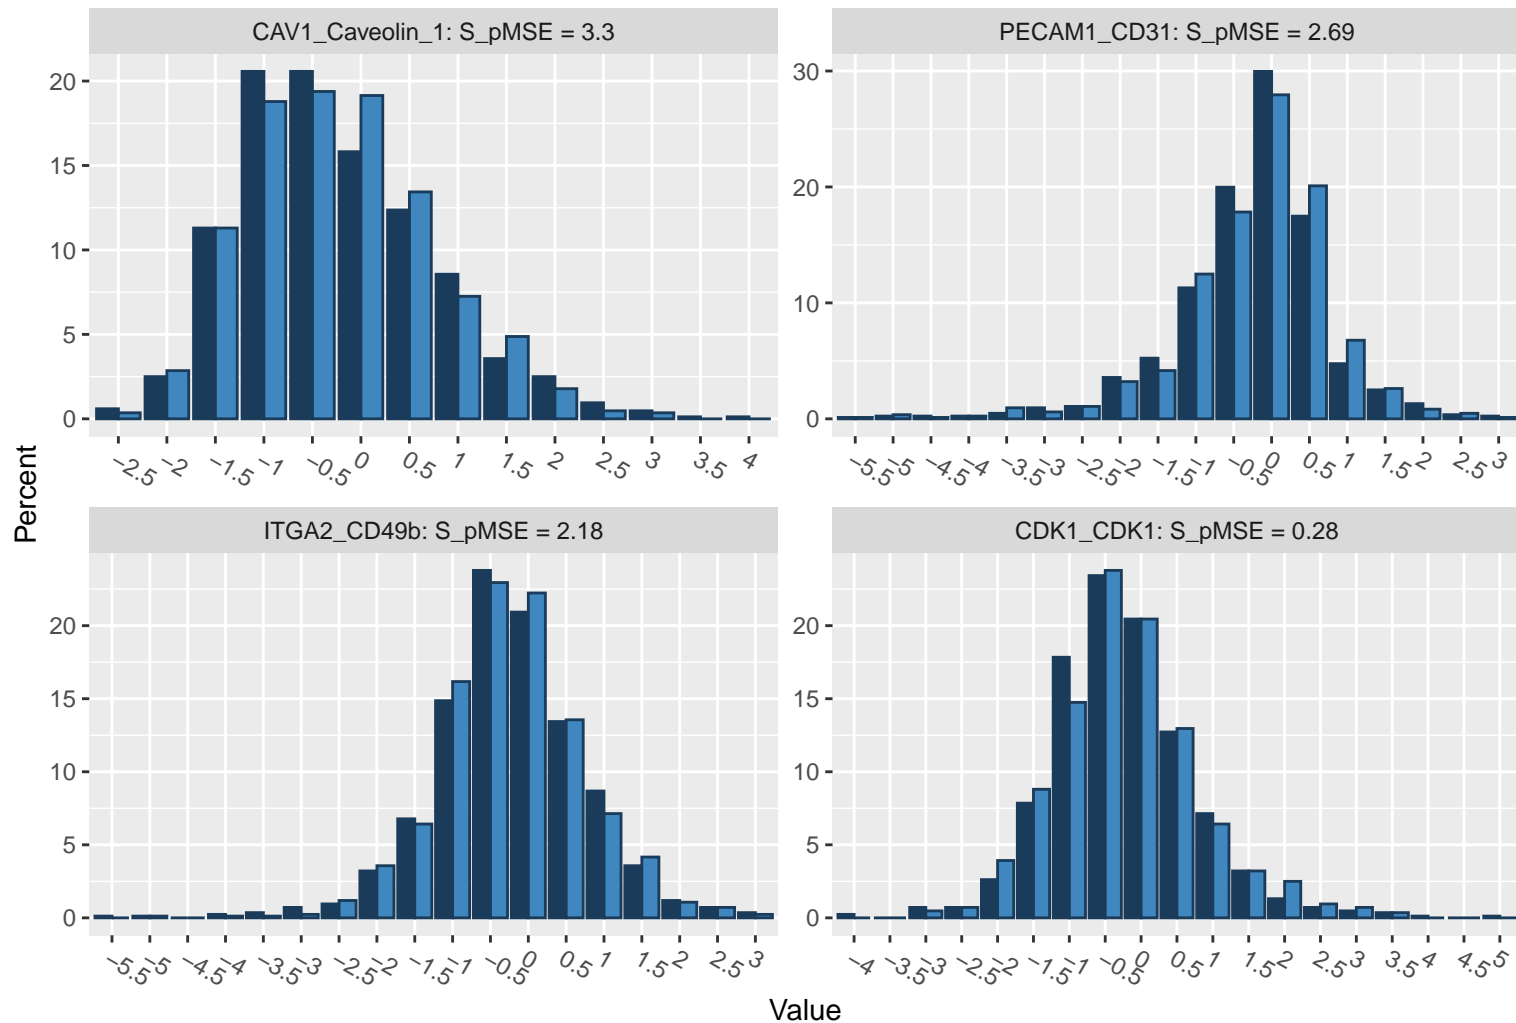 CAV1_Caveolin_1: S_pMSE = 3.3
20
15
10
5
0
−2.5 −2 −1.5 −1 −0.5 0 0.5 1 1.5 2 2.5 3 3.5 4
PECAM1_CD31: S_pMSE = 2.69
30
20
10
0
−5.5 −5 −4.5 −4 −3.5 −3 −2.5 −2 −1.5 −1 −0.5 0 0.5 1 1.5 2 2.5 3
Percent
ITGA2_CD49b: S_pMSE = 2.18
20
15
10
5
0
−5.5 −5 −4.5 −4 −3.5 −3 −2.5 −2 −1.5 −1 −0.5 0 0.5 1 1.5 2 2.5 3
CDK1_CDK1: S_pMSE = 0.28
20
15
10
5
0
−4 −3.5 −3 −2.5 −2 −1.5 −1 −0.5 0 0.5 1 1.5 2 2.5 3 3.5 4 4.5 5
Value